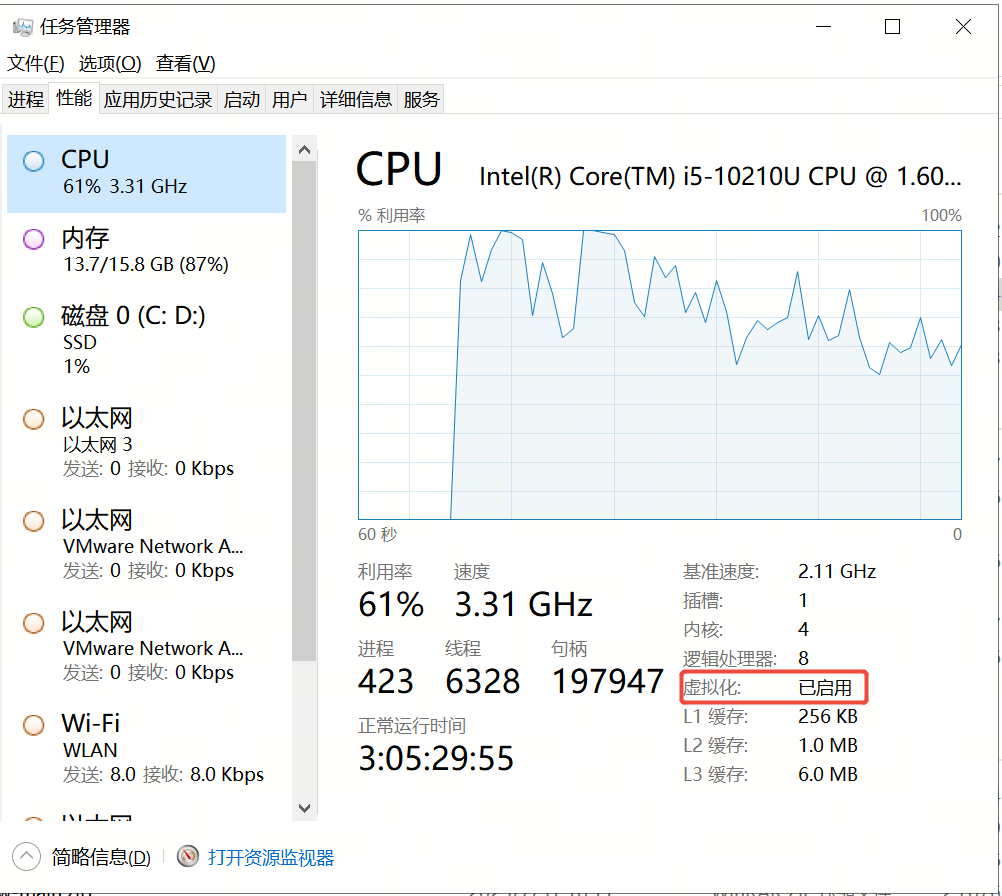 任务管理器
文件(F) 选项(O) 查看(V)
进程 性能 应用历史记录 启动 用户 详细信息 服务
CPU
61% 3.31 GHz
内存
13.7/15.8 GB (87%)
磁盘 0 (C: D:)
SSD
1%
以太网
以太网 3
发送: 0 接收: 0 Kbps
以太网
VMware Network A...
发送: 0 接收: 0 Kbps
以太网
VMware Network A...
发送: 0 接收: 0 Kbps
Wi-Fi
WLAN
发送: 8.0 接收: 8.0 Kbps
以太网
CPU Intel(R) Core(TM) i5-10210U CPU @ 1.60...
% 利用率 100%
60 秒 0
利用率 速度
61% 3.31 GHz
进程 线程 句柄
423 6328 197947
正常运行时间
3:05:29:55
基准速度: 2.11 GHz
插槽: 1
内核: 4
逻辑处理器: 8
虚拟化: 已启用
L1 缓存: 256 KB
L2 缓存: 1.0 MB
L3 缓存: 6.0 MB
简略信息(D) 打开资源监视器